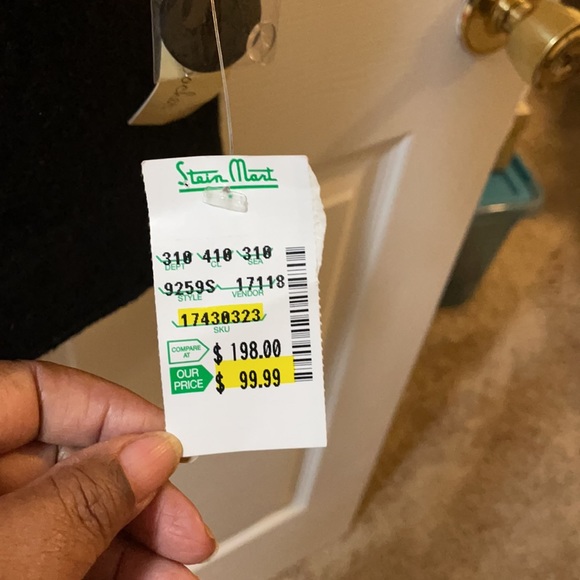 Stein Mart
310 410 310
DEPT CL SEA
9259S 17118
STYLE VENDOR
17430323
SKU
COMPARE AT $ 198.00
OUR PRICE $ 99.99